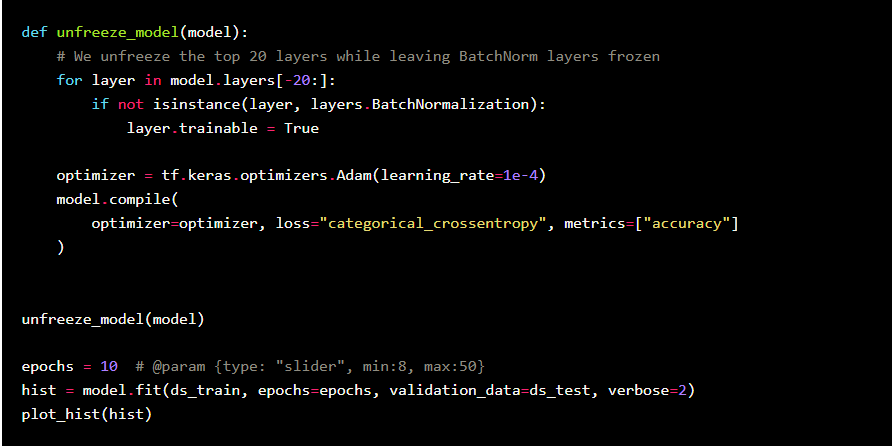 def unfreeze_model(model):
    # We unfreeze the top 20 layers while leaving BatchNorm layers frozen
    for layer in model.layers[-20:]:
        if not isinstance(layer, layers.BatchNormalization):
            layer.trainable = True
    optimizer = tf.keras.optimizers.Adam(learning_rate=1e-4)
    model.compile(
        optimizer=optimizer, loss="categorical_crossentropy", metrics=["accuracy"]
    )
unfreeze_model(model)
epochs = 10  # @param {type: "slider", min:8, max:50}
hist = model.fit(ds_train, epochs=epochs, validation_data=ds_test, verbose=2)
plot_hist(hist)